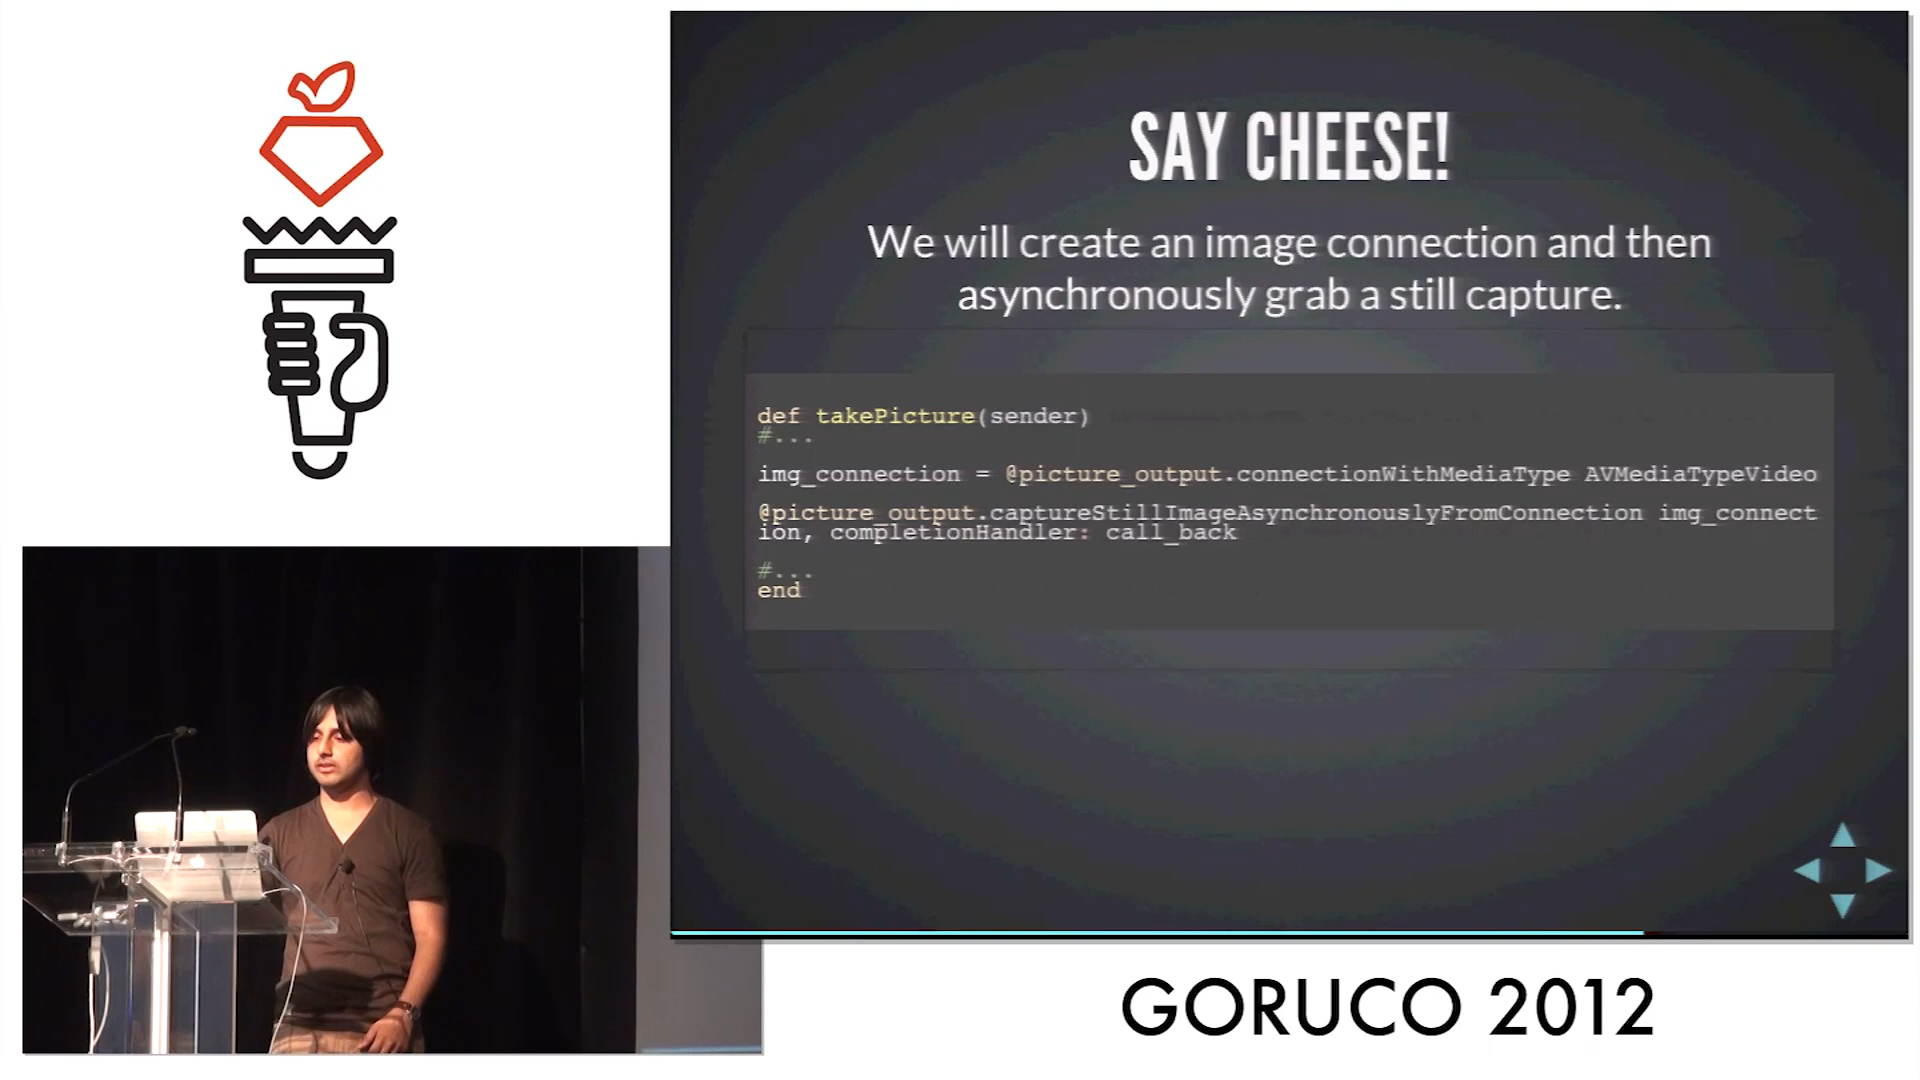 SAY CHEESE!
We will create an image connection and then
asynchronously grab a still capture.
def takePicture(sender)
#...
img_connection = @picture_output.connectionWithMediaType AVMediaTypeVideo
@picture_output.captureStillImageAsynchronouslyFromConnection img_connect
ion, completionHandler: call_back
#...
end
GORUCO 2012